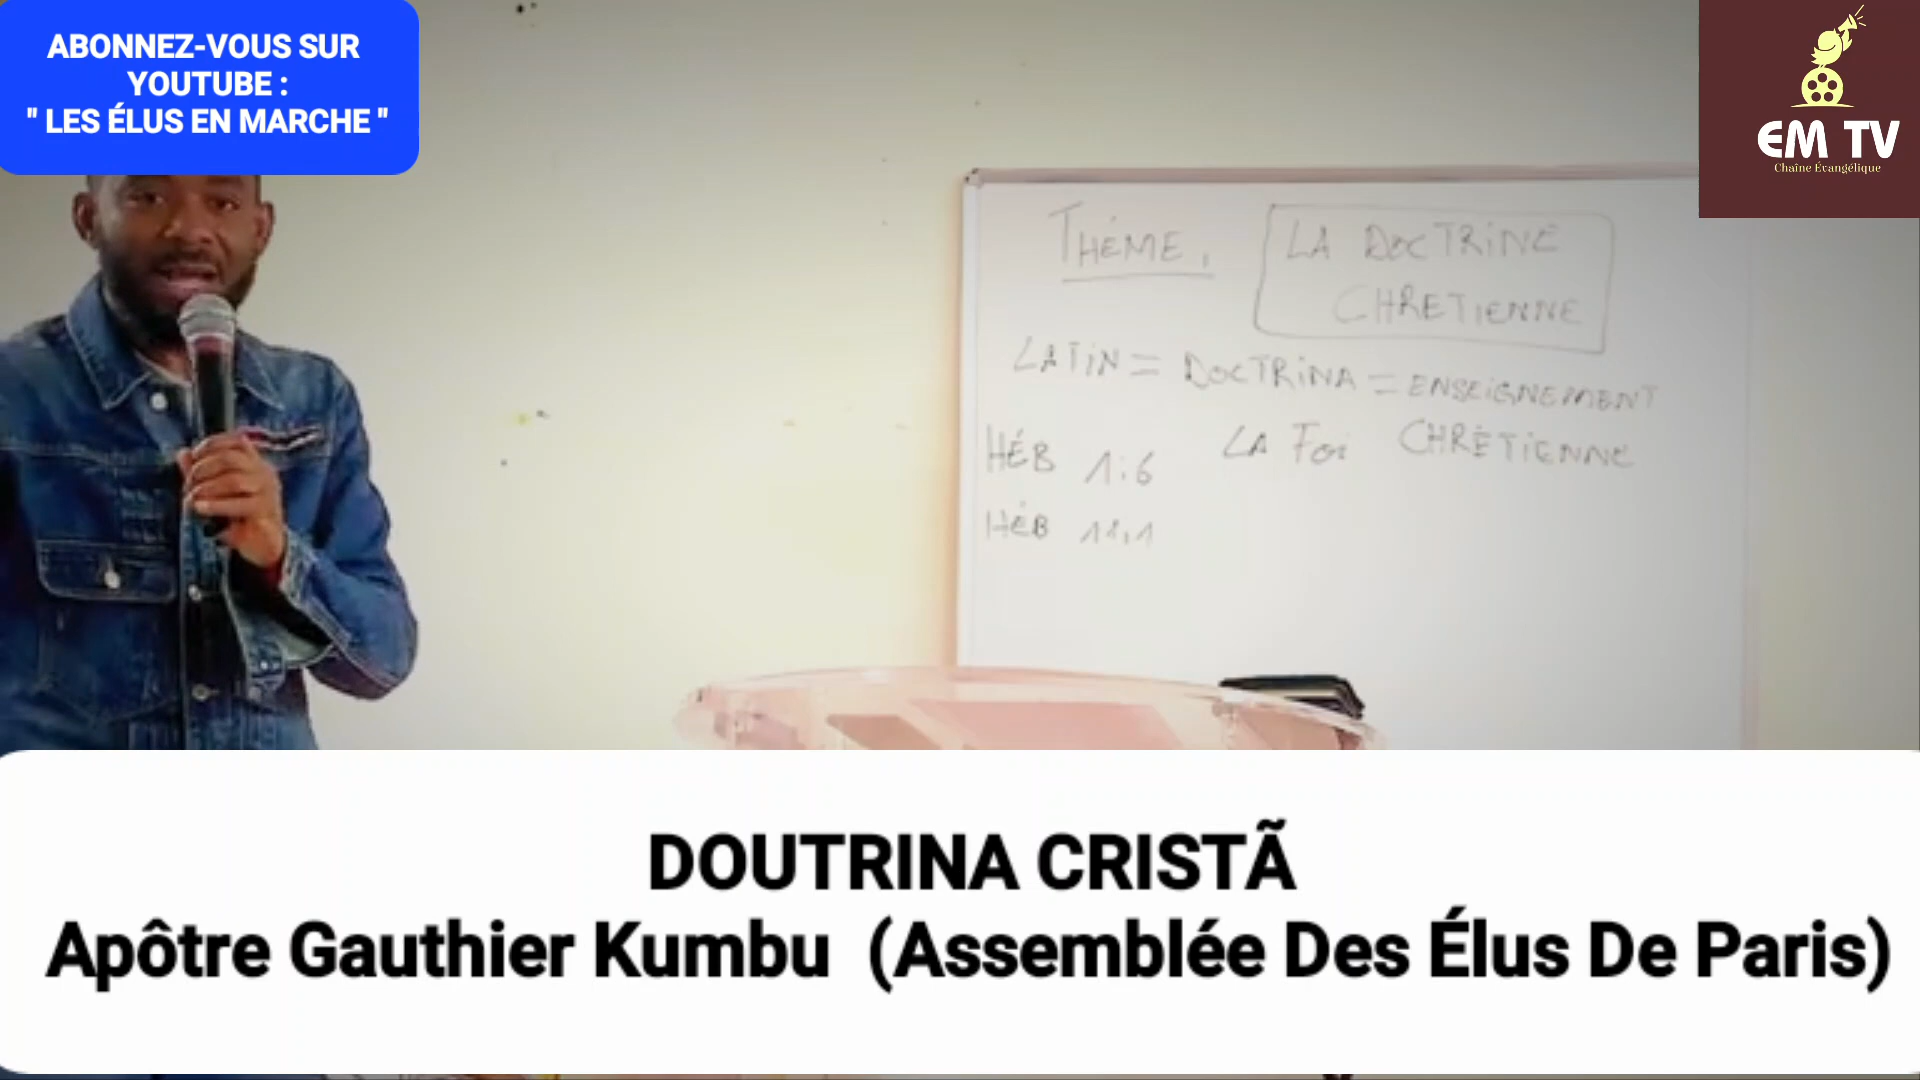 ABONNEZ-VOUS SUR
YOUTUBE :
" LES ÉLUS EN MARCHE "
EM TV
Chaîne Évangélique
THÉME,
LA DOCTRINE
CHRETIENNE
LATIN = DOCTRINA = ENSEIGNEMENT
HÉB 1:6 LA FOI CHRÉTIENNE
HÉB 11:1
DOUTRINA CRISTÃ
Apôtre Gauthier Kumbu (Assemblée Des Élus De Paris)